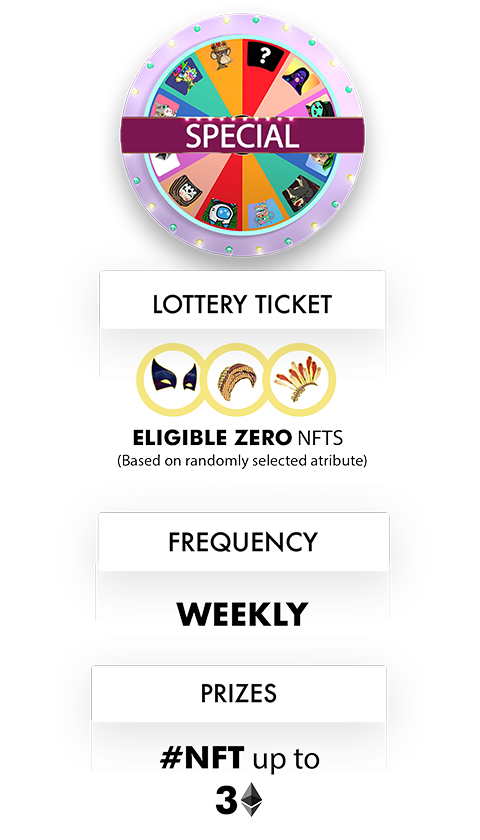 ?
SPECIAL
LOTTERY TICKET
ELIGIBLE ZERO NFTS
(Based on randomly selected atribute)
FREQUENCY
WEEKLY
PRIZES
#NFT up to
3